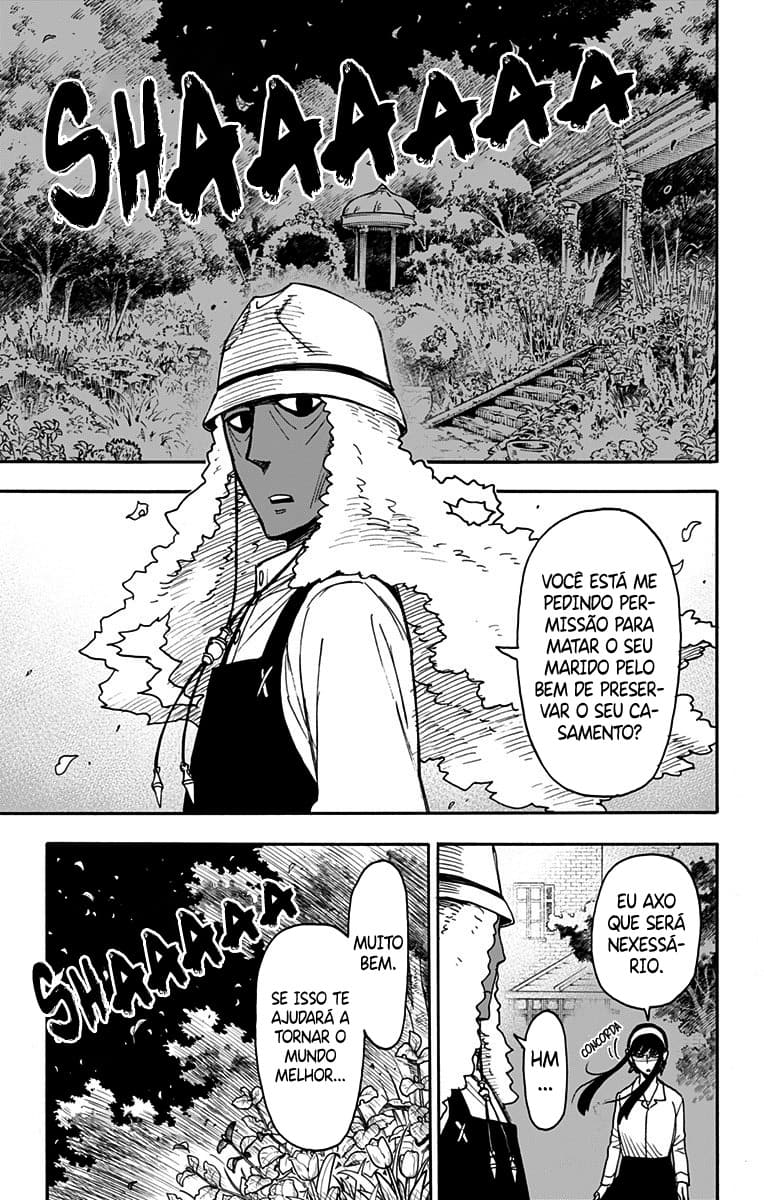 SHAAAAAAA
VOCÊ ESTÁ ME
PEDINDO PER-
MISSÃO PARA
MATAR O SEU
MARIDO PELO
BEM DE PRESER-
VAR O SEU CA-
SAMENTO?
EU AXO
QUE SERÁ
NEXESSÁ-
RIO.
CONCORDA
HM
...
MUITO
BEM.
SE ISSO TE
AJUDARÁ A
TORNAR O
MUNDO
MELHOR...
SHAAAAAA